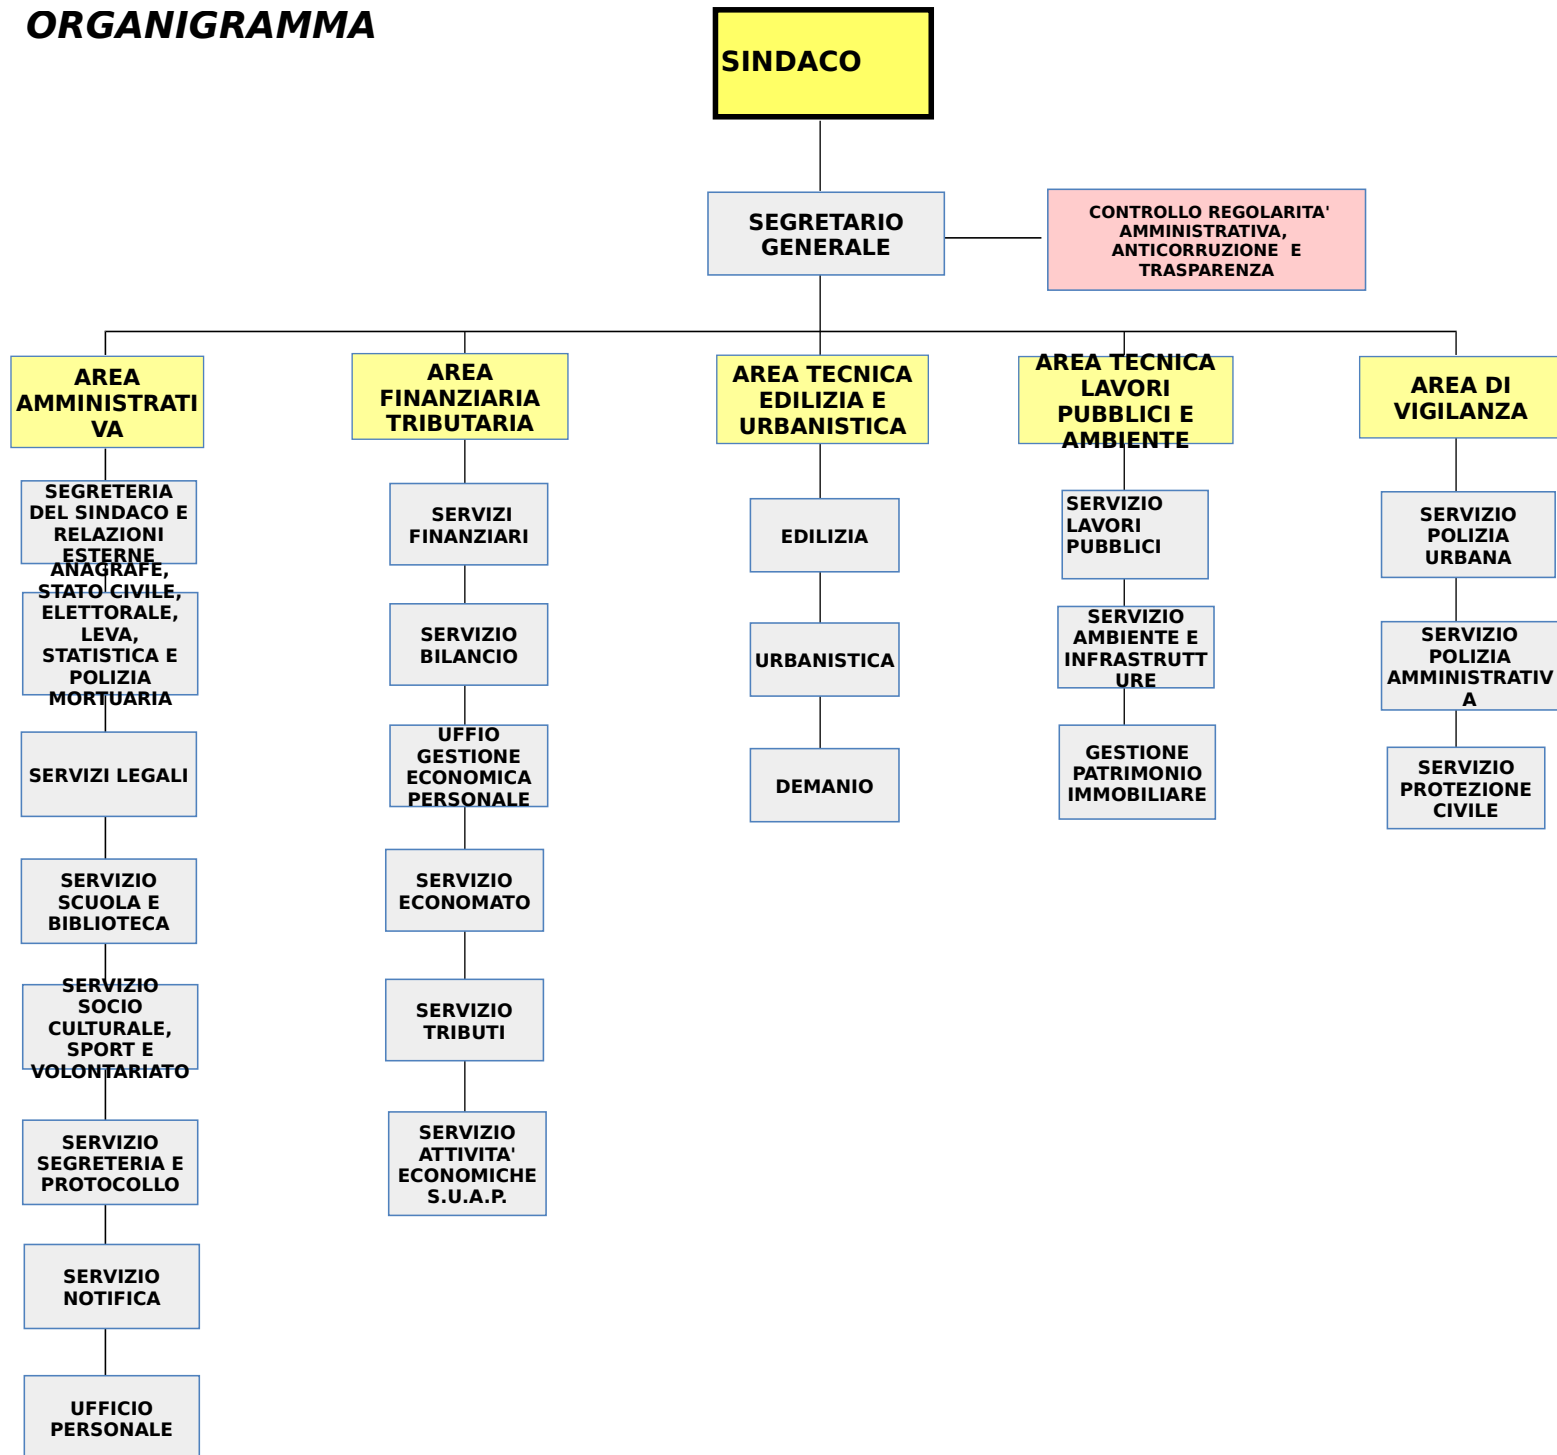 ORGANIGRAMMA
SINDACO
SEGRETARIO
GENERALE
CONTROLLO REGOLARITA'
AMMINISTRATIVA,
ANTICORRUZIONE E
TRASPARENZA
AREA
AMMINISTRATI
VA
SEGRETERIA
DEL SINDACO E
RELAZIONI
ESTERNE
ANAGRAFE,
STATO CIVILE,
ELETTORALE,
LEVA,
STATISTICA E
POLIZIA
MORTUARIA
SERVIZI LEGALI
SERVIZIO
SCUOLA E
BIBLIOTECA
SERVIZIO
SOCIO
CULTURALE,
SPORT E
VOLONTARIATO
SERVIZIO
SEGRETERIA E
PROTOCOLLO
SERVIZIO
NOTIFICA
UFFICIO
PERSONALE
AREA
FINANZIARIA
TRIBUTARIA
SERVIZI
FINANZIARI
SERVIZIO
BILANCIO
UFFIO
GESTIONE
ECONOMICA
PERSONALE
SERVIZIO
ECONOMATO
SERVIZIO
TRIBUTI
SERVIZIO
ATTIVITA'
ECONOMICHE
S.U.A.P.
AREA TECNICA
EDILIZIA E
URBANISTICA
EDILIZIA
URBANISTICA
DEMANIO
AREA TECNICA
LAVORI
PUBBLICI E
AMBIENTE
SERVIZIO
LAVORI
PUBBLICI
SERVIZIO
AMBIENTE E
INFRASTRUTT
URE
GESTIONE
PATRIMONIO
IMMOBILIARE
AREA DI
VIGILANZA
SERVIZIO
POLIZIA
URBANA
SERVIZIO
POLIZIA
AMMINISTRATIV
A
SERVIZIO
PROTEZIONE
CIVILE